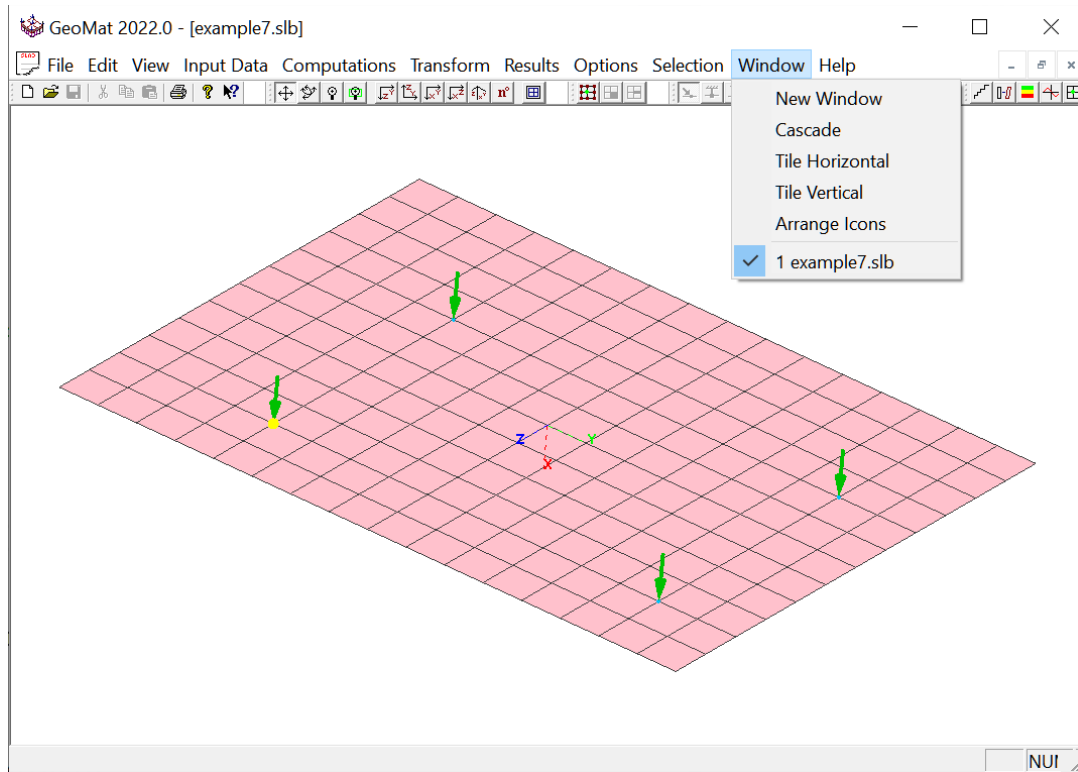 GeoMat 2022.0 - [example7.slb]
File Edit View Input Data Computations Transform Results Options Selection Window Help
New Window
Cascade
Tile Horizontal
Tile Vertical
Arrange Icons
1 example7.slb
Z
Y
X